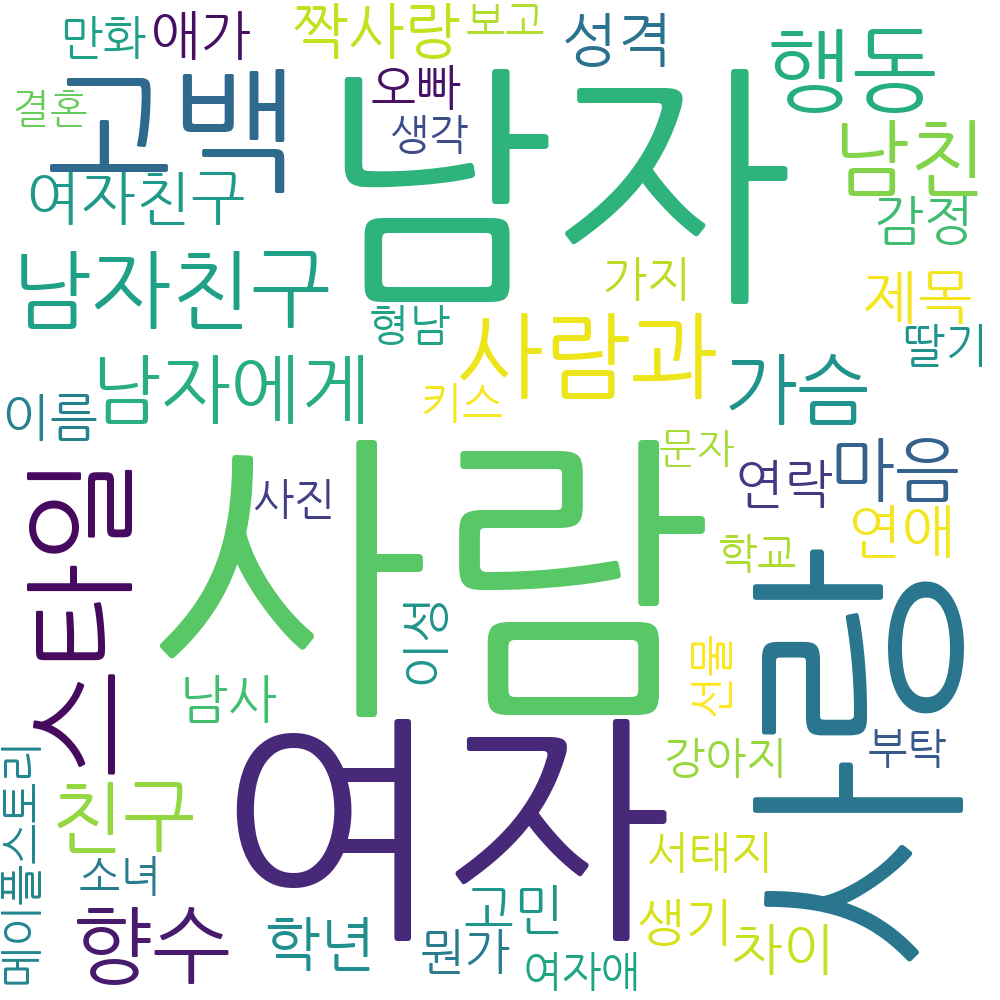 만화
애가
짝사랑
보고
성격
행동
결혼
고백
오빠
생각
남자
남친
여자친구
감정
남자친구
가지
제목
형남
사람과
딸기
이름
남자에게
키스
가슴
스타일
사진
사람
문자
연락
마음
학교
연애
이성
사랑
남사
선물
강아지
부탁
메이플스토리
친구
여자
소녀
서태지
향수
학년
고민
뭔가
생기
차이
여자애